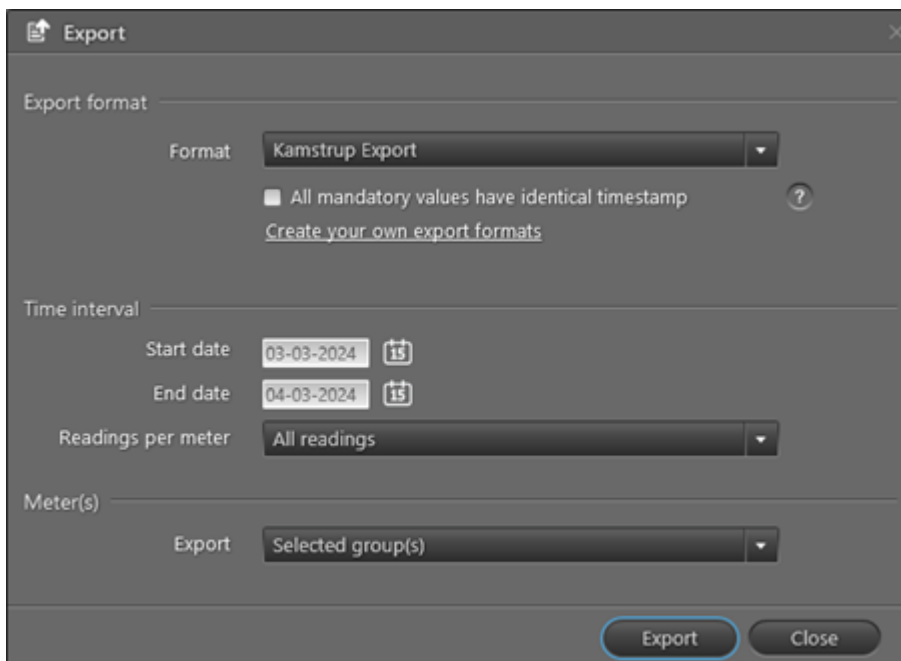 Export
Export format
Format Kamstrup Export
All mandatory values have identical timestamp ?
Create your own export formats
Time interval
Start date 03-03-2024 15
End date 04-03-2024 15
Readings per meter All readings
Meter(s)
Export Selected group(s)
Export Close